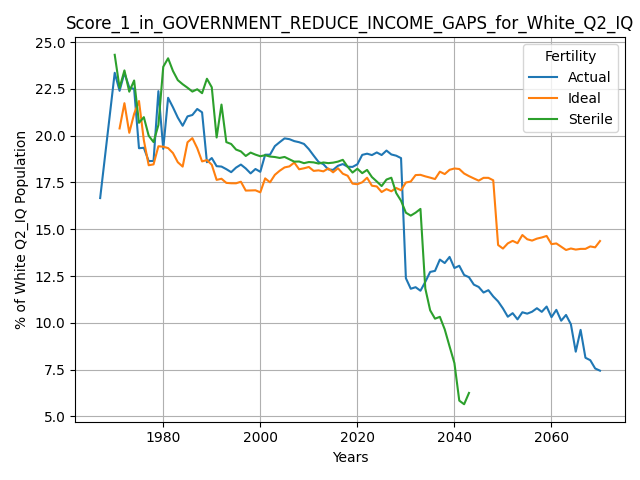 Score_1_in_GOVERNMENT_REDUCE_INCOME_GAPS_for_White_Q2_IQ
% of White Q2_IQ Population
25.0
22.5
20.0
17.5
15.0
12.5
10.0
7.5
5.0
Fertility
Actual
Ideal
Sterile
1980
2000
2020
2040
2060
Years